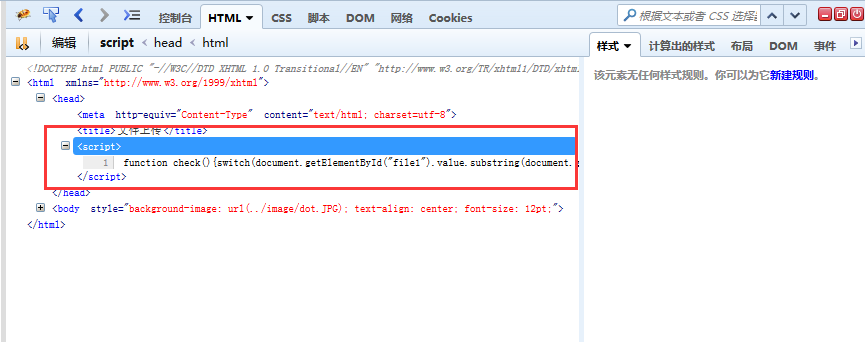 控制台 HTML CSS 脚本 DOM 网络 Cookies 根据文本或者 CSS 选择器
编辑 script < head < html 样式 计算出的样式 布局 DOM 事件
<!DOCTYPE html PUBLIC "-//W3C//DTD XHTML 1.0 Transitional//EN" "http://www.w3.org/TR/xhtml1/DTD/xhtm
<html xmlns="http://www.w3.org/1999/xhtml">
该元素无任何样式规则。你可以为它新建规则。
<head>
<meta http-equiv="Content-Type" content="text/html; charset=utf-8">
<title>文件上传</title>
<script>
1 function check(){switch(document.getElementById("file1").value.substring(document.
</script>
</head>
<body style="background-image: url(../image/dot.JPG); text-align: center; font-size: 12pt;">
</html>